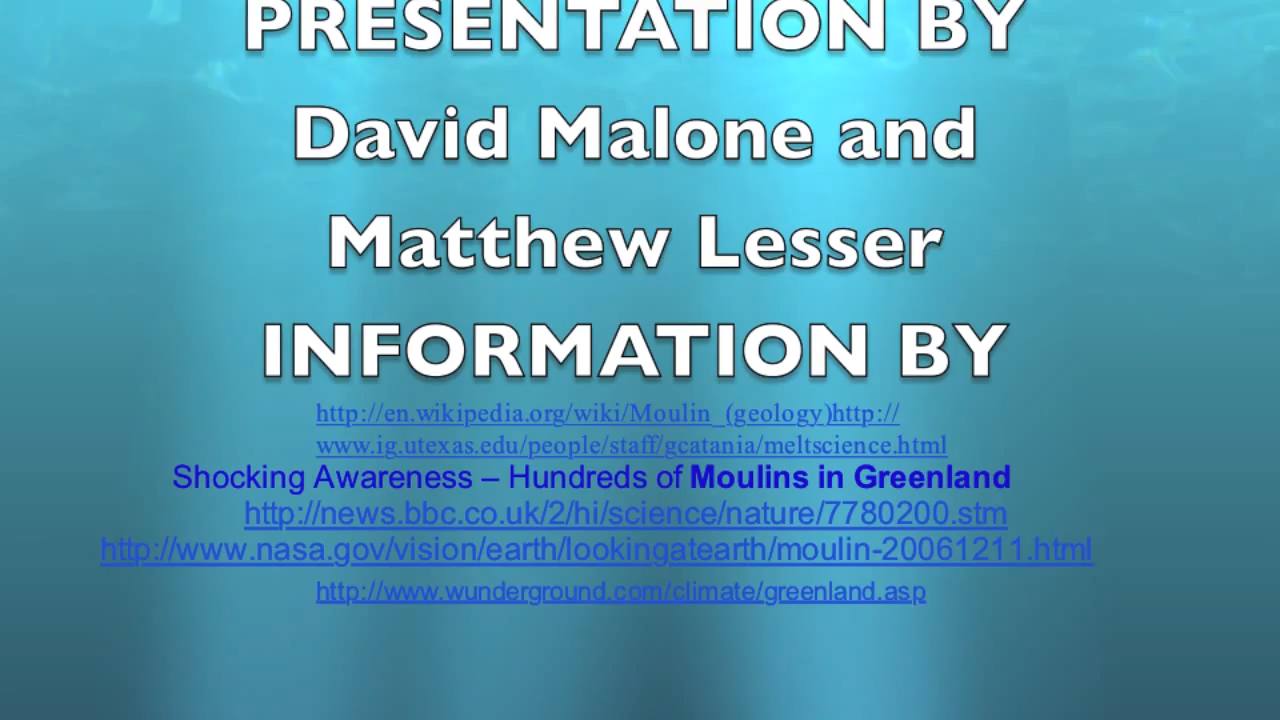 PRESENTATION BY
David Malone and
Matthew Lesser
INFORMATION BY
http://en.wikipedia.org/wiki/Moulin_(geology)http://
www.ig.utexas.edu/people/staff/gcatania/meltscience.html
Shocking Awareness – Hundreds of Moulins in Greenland
http://news.bbc.co.uk/2/hi/science/nature/7780200.stm
http://www.nasa.gov/vision/earth/lookingatearth/moulin-20061211.html
http://www.wunderground.com/climate/greenland.asp